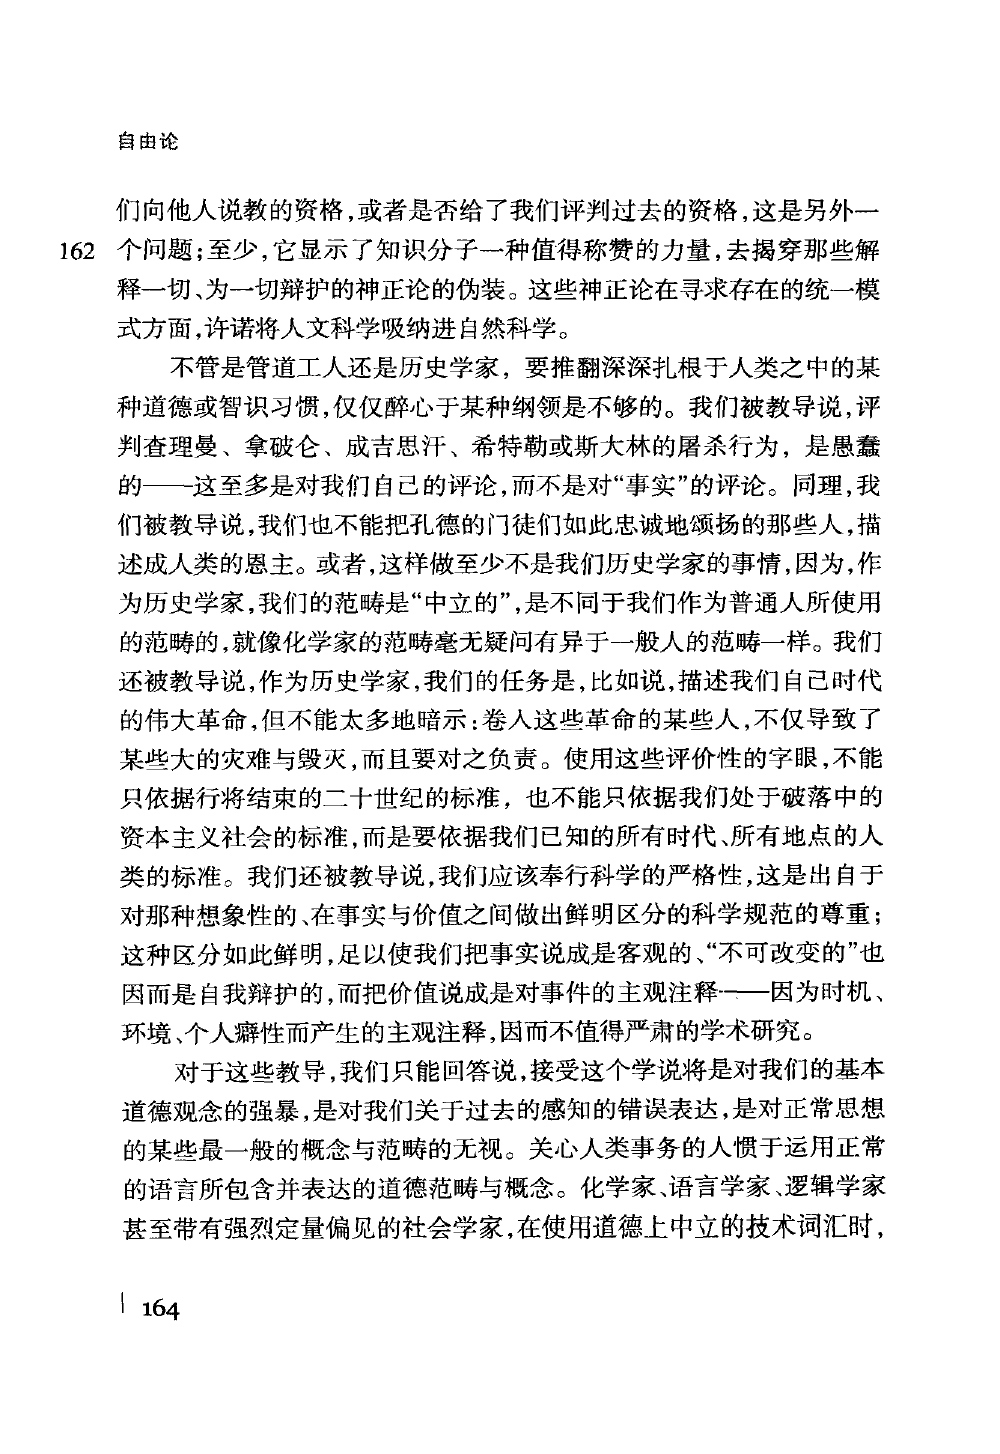 自由论
们向他人说教的资格,或者是否给了我们评判过去的资格,这是另外一
162 个问题;至少,它显示了知识分子一种值得称赞的力量,去揭穿那些解
释一切、为一切辩护的神正论的伪装。这些神正论在寻求存在的统一模
式方面,许诺将人文科学吸纳进自然科学。
不管是管道工人还是历史学家,要推翻深深扎根于人类之中的某
种道德或智识习惯,仅仅醉心于某种纲领是不够的。我们被教导说,评
判查理曼、拿破仑、成吉思汗、希特勒或斯大林的屠杀行为,是愚蠢
的——这至多是对我们自己的评论,而不是对“事实”的评论。同理,我
们被教导说,我们也不能把孔德的门徒们如此忠诚地颂扬的那些人,描
述成人类的恩主。或者,这样做至少不是我们历史学家的事情,因为,作
为历史学家,我们的范畴是“中立的”,是不同于我们作为普通人所使用
的范畴的,就像化学家的范畴毫无疑问有异于一般人的范畴一样。我们
还被教导说,作为历史学家,我们的任务是,比如说,描述我们自己时代
的伟大革命,但不能太多地暗示:卷入这些革命的某些人,不仅导致了
某些大的灾难与毁灭,而且要对之负责。使用这些评价性的字眼,不能
只依据行将结束的二十世纪的标准,也不能只依据我们处于破落中的
资本主义社会的标准,而是要依据我们已知的所有时代、所有地点的人
类的标准。我们还被教导说,我们应该奉行科学的严格性,这是出自于
对那种想象性的、在事实与价值之间做出鲜明区分的科学规范的尊重;
这种区分如此鲜明,足以使我们把事实说成是客观的、“不可改变的”也
因而是自我辩护的,而把价值说成是对事件的主观注释——因为时机、
环境、个人癖性而产生的主观注释,因而不值得严肃的学术研究。
对于这些教导,我们只能回答说,接受这个学说将是对我们的基本
道德观念的强暴,是对我们关于过去的感知的错误表达,是对正常思想
的某些最一般的概念与范畴的无视。关心人类事务的人惯于运用正常
的语言所包含并表达的道德范畴与概念。化学家、语言学家、逻辑学家
甚至带有强烈定量偏见的社会学家,在使用道德上中立的技术词汇时,
164